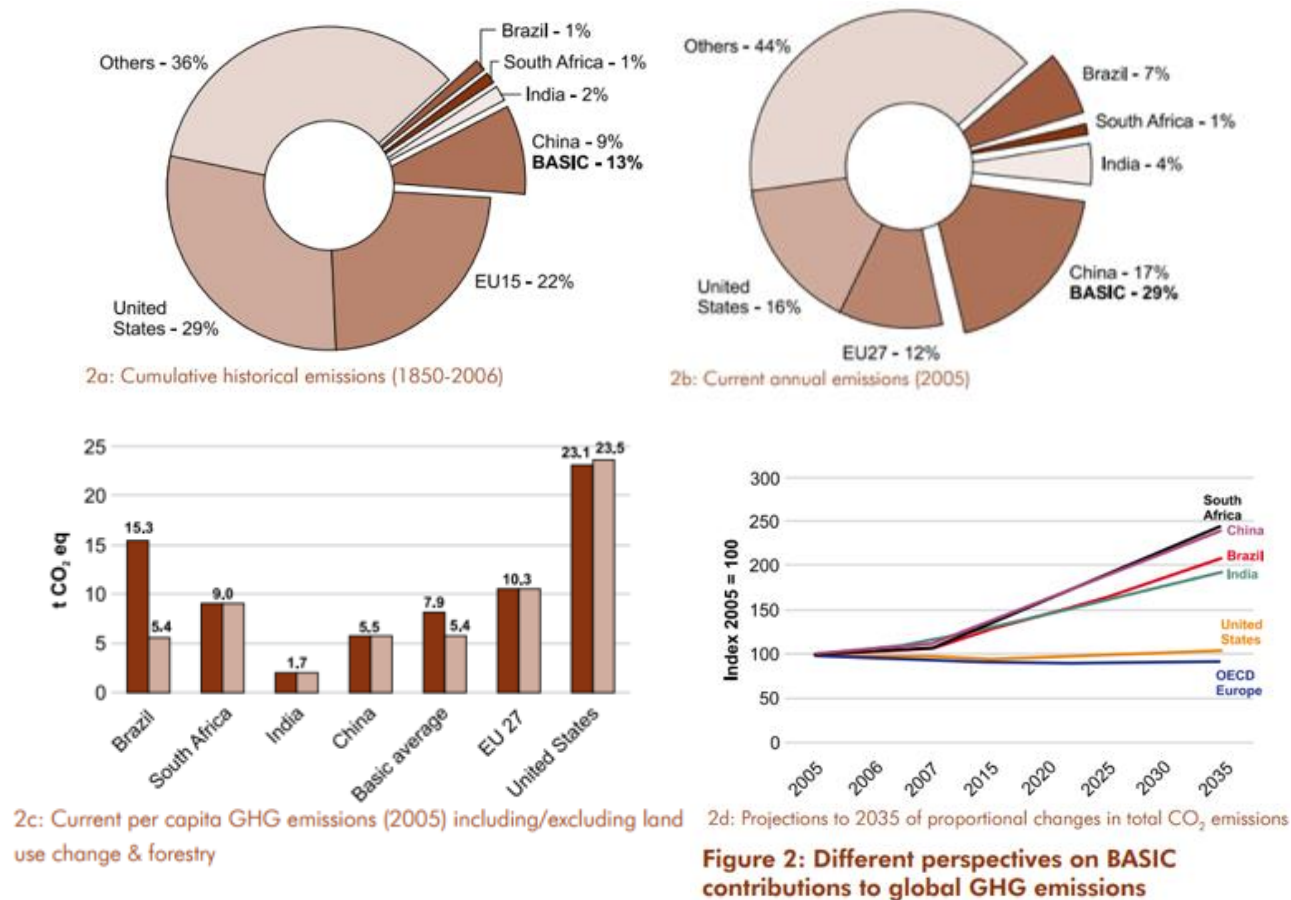 Others - 36%
Brazil - 1%
South Africa - 1%
India - 2%
China - 9%
BASIC - 13%
EU15 - 22%
United
States - 29%
2a: Cumulative historical emissions (1850-2006)
Others - 44%
Brazil - 7%
South Africa - 1%
India - 4%
China - 17%
BASIC - 29%
EU27 - 12%
United
States - 16%
2b: Current annual emissions (2005)
t CO₂ eq
25
20
15
10
5
0
15.3
5.4
9.0
1.7
5.5
7.9
5.4
10.3
23.1
23.5
Brazil
South Africa
India
China
Basic average
EU 27
United States
2c: Current per capita GHG emissions (2005) including/excluding land
use change & forestry
Index 2005 = 100
300
250
200
150
100
50
0
South
Africa
China
Brazil
India
United
States
OECD
Europe
2005
2006
2007
2015
2020
2025
2030
2035
2d: Projections to 2035 of proportional changes in total CO₂ emissions
Figure 2: Different perspectives on BASIC
contributions to global GHG emissions